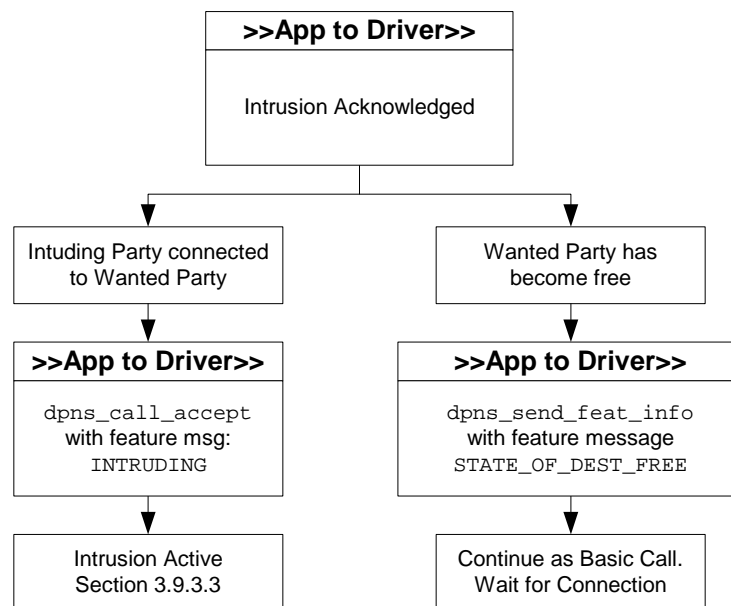 >>App to Driver>>
Intrusion Acknowledged
Intuding Party connected
to Wanted Party
Wanted Party has
become free
>>App to Driver>>
dpns_call_accept
with feature msg:
INTRUDING
>>App to Driver>>
dpns_send_feat_info
with feature message
STATE_OF_DEST_FREE
Intrusion Active
Section 3.9.3.3
Continue as Basic Call.
Wait for Connection